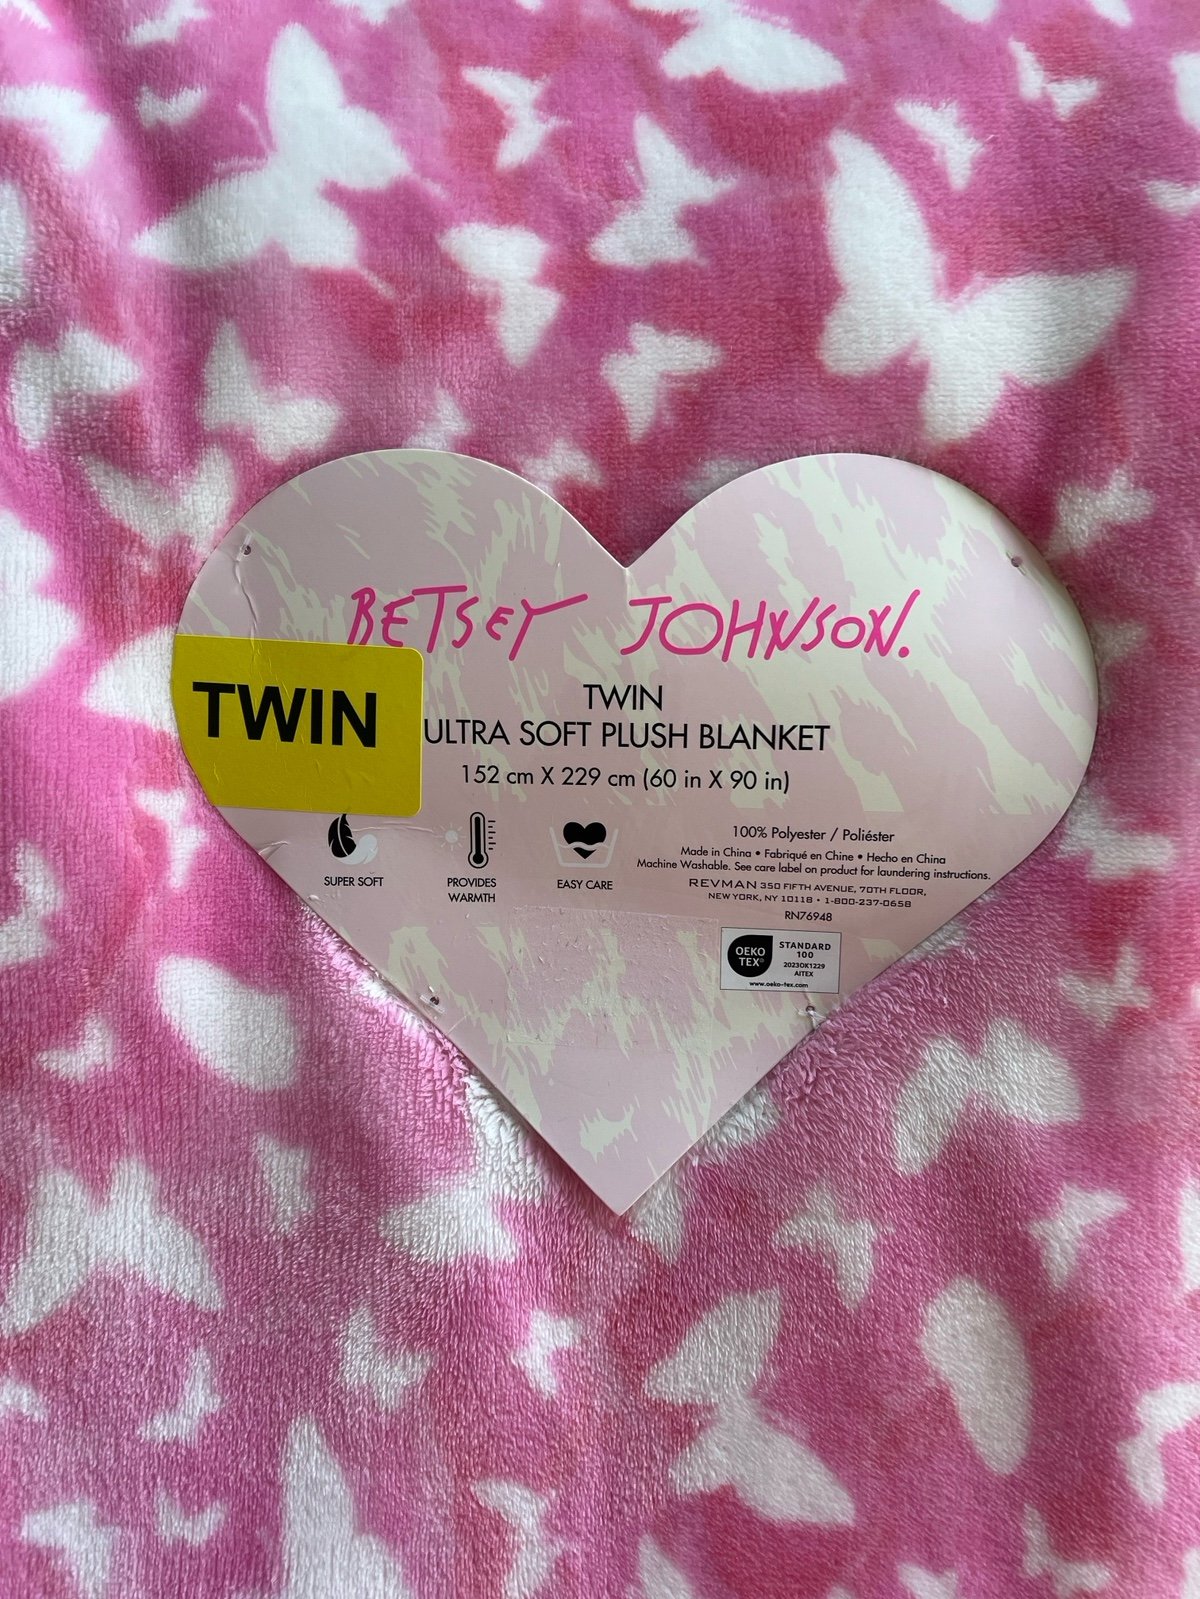 BETSEY JOHNSON.
TWIN
TWIN
ULTRA SOFT PLUSH BLANKET
152 cm X 229 cm (60 in X 90 in)
SUPER SOFT
PROVIDES
WARMTH
EASY CARE
100% Polyester / Poliéster
Made in China • Fabriqué en Chine • Hecho en China
Machine Washable. See care label on product for laundering instructions.
REVMAN 350 FIFTH AVENUE, 70TH FLOOR,
NEW YORK, NY 10118 • 1-800-237-0658
RN76948
OEKO
TEX®
STANDARD
100
2023OK1229
AITEX
www.oeko-tex.com